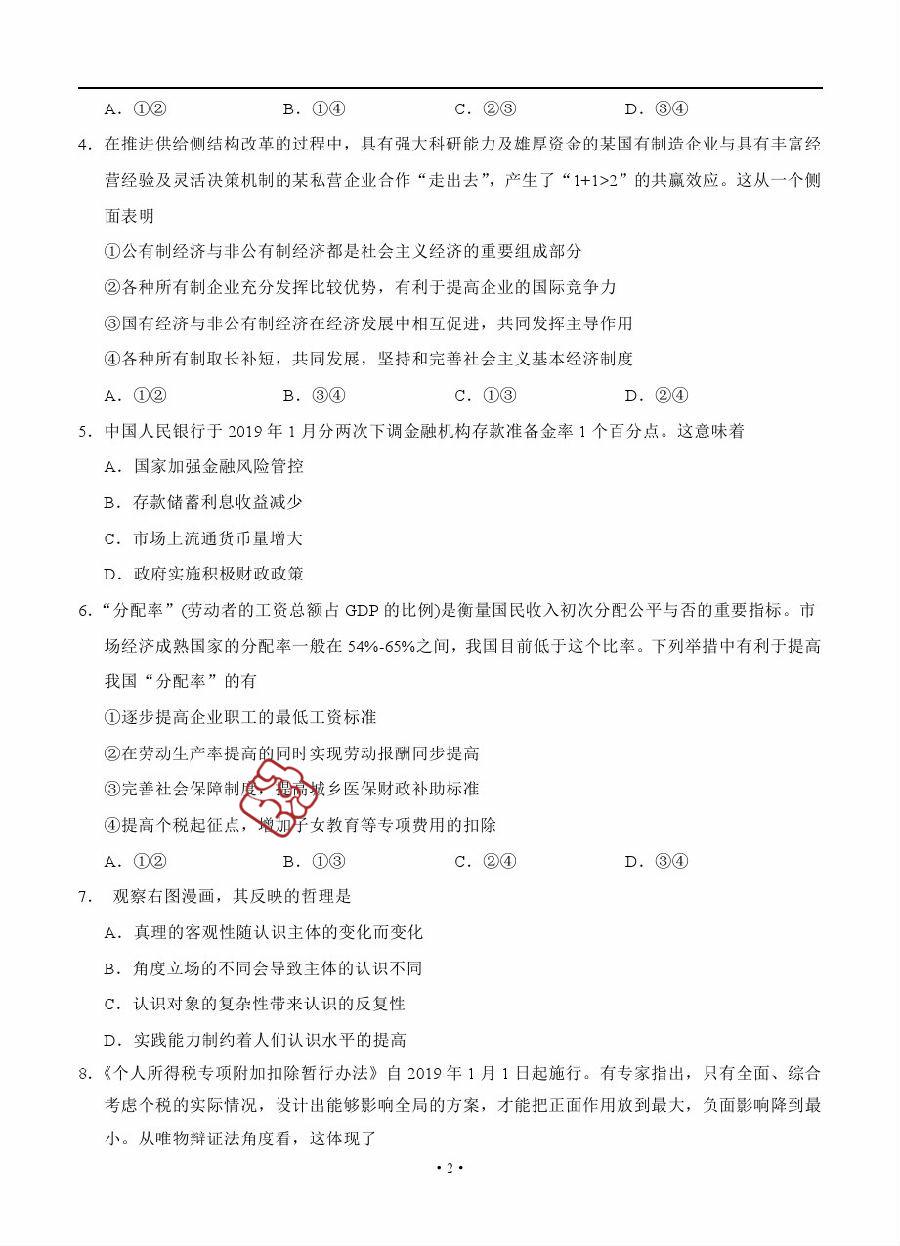 A．①② B．①④ C．②③ D．③④
4．在推进供给侧结构改革的过程中，具有强大科研能力及雄厚资金的某国有制造企业与具有丰富经
营经验及灵活决策机制的某私营企业合作“走出去”，产生了“1+1>2”的共赢效应。这从一个侧
面表明
①公有制经济与非公有制经济都是社会主义经济的重要组成部分
②各种所有制企业充分发挥比较优势，有利于提高企业的国际竞争力
③国有经济与非公有制经济在经济发展中相互促进，共同发挥主导作用
④各种所有制取长补短，共同发展，坚持和完善社会主义基本经济制度
A．①② B．③④ C．①③ D．②④
5．中国人民银行于 2019 年 1 月份分两次下调金融机构存款准备金率 1 个百分点。这意味着
A．国家加强金融风险管控
B．存款储蓄利息收益减少
C．市场上流通货币量增大
D．政府实施积极财政政策
6．“分配率”(劳动者的工资总额占 GDP 的比例)是衡量国民收入初次分配公平与否的重要指标。市
场经济成熟国家的分配率一般在 54%-65%之间，我国目前低于这个比率。下列举措中有利于提高
我国“分配率”的有
①逐步提高企业职工的最低工资标准
②在劳动生产率提高的同时实现劳动报酬同步提高
③完善社会保障制度，提高城乡医保财政补助标准
④提高个税起征点，增加子女教育等专项费用的扣除
A．①② B．①③ C．②④ D．③④
7． 观察右图漫画，其反映的哲理是
A．真理的客观性随认识主体的变化而变化
B．角度立场的不同会导致主体的认识不同
C．认识对象的复杂性带来认识的反复性
D．实践能力制约着人们认识水平的提高
8．《个人所得税专项附加扣除暂行办法》自 2019 年 1 月 1 日起施行。有专家指出，只有全面、综合
考虑个税的实际情况，设计出能够影响全局的方案，才能把正面作用放到最大，负面影响降到最
小。从唯物辩证法角度看，这体现了
• 2 •